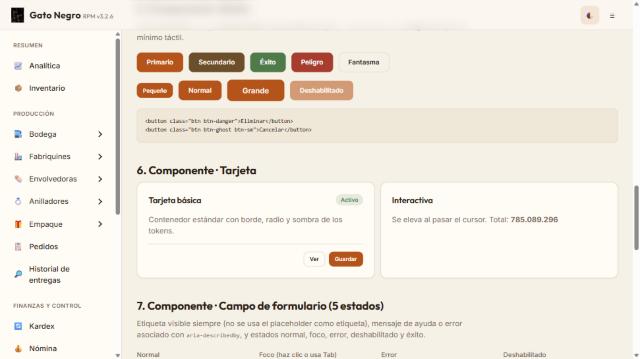 Gato Negro RPM v3.2.6
RESUMEN
Analítica
Inventario
PRODUCCIÓN
Bodega
Fabriquines
Envolvedoras
Anilladores
Empaque
Pedidos
Historial de
entregas
FINANZAS Y CONTROL
Kardex
Nómina
mínimo táctil.
Primario Secundario Éxito Peligro Fantasma
Pequeño Normal Grande Deshabilitado
<button class="btn btn-danger">Eliminar</button>
<button class="btn btn-ghost btn-sm">Cancelar</button>
6. Componente · Tarjeta
Tarjeta básica Activo
Contenedor estándar con borde, radio y sombra de los
tokens.
Ver Guardar
Interactiva
Se eleva al pasar el cursor. Total: 785.089.296
7. Componente · Campo de formulario (5 estados)
Etiqueta visible siempre (no se usa el placeholder como etiqueta), mensaje de ayuda o error
asociado con aria-describedby, y estados normal, foco, error, deshabilitado y éxito.
Normal Foco (haz clic o usa Tab) Error Deshabilitado